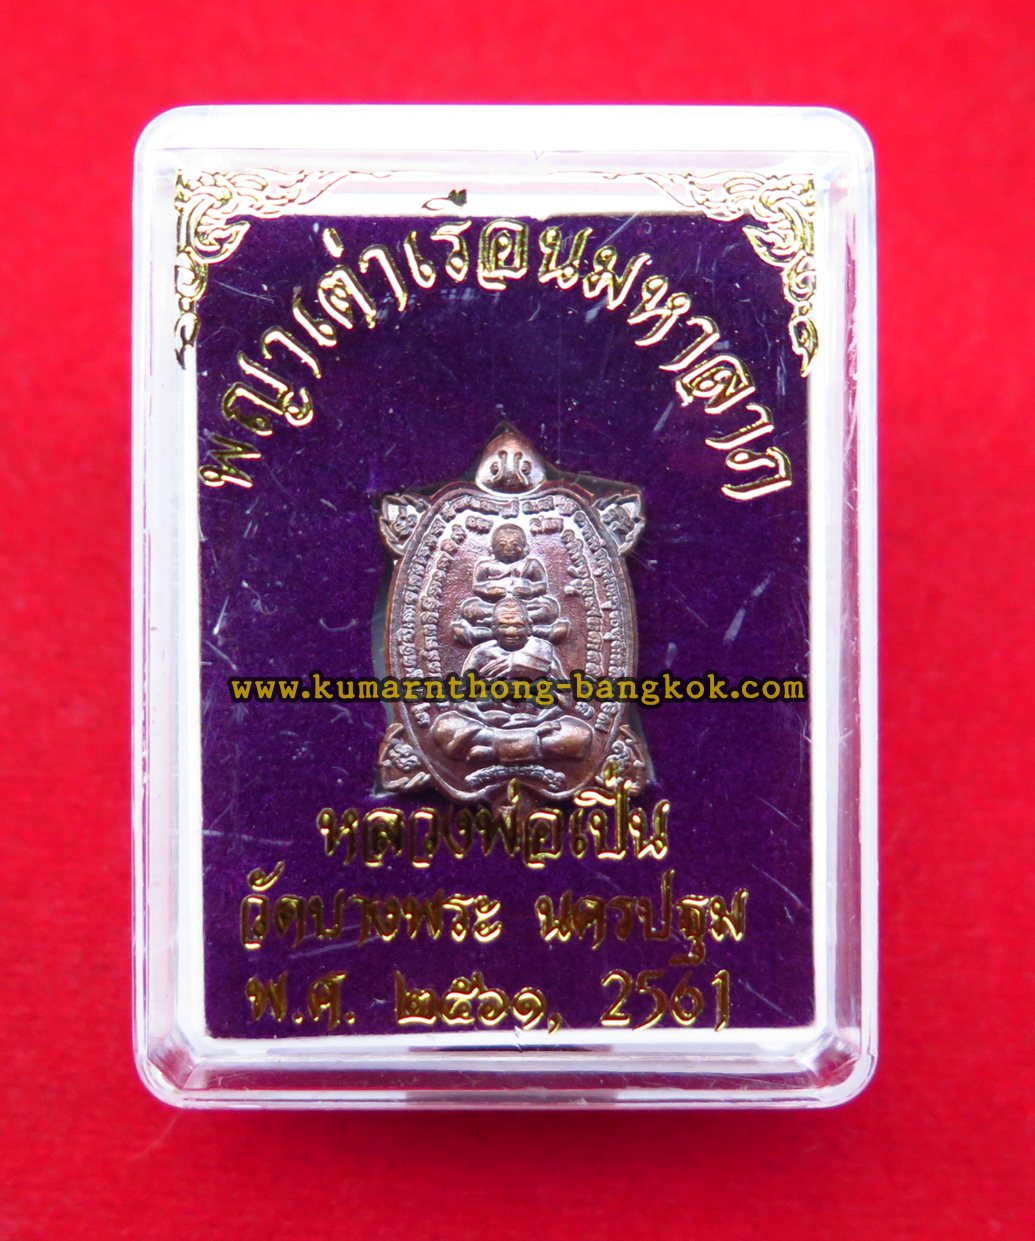 พญาเต่าเรือนมหาลาภ
www.kumarnthong-bangkok.com
หลวงพ่อเปิ่น
วัดบางพระ นครปฐม
พ.ศ. ๒๕๖๑, 2561